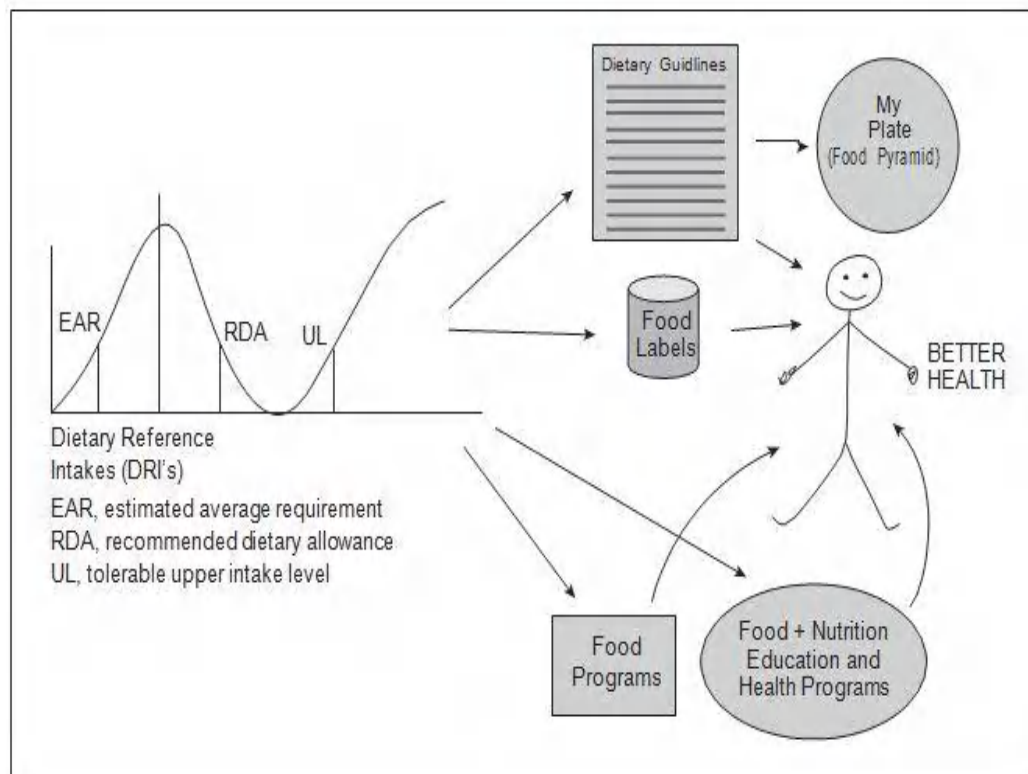 Dietary Guidlines
My
Plate
(Food Pyramid)
EAR
RDA
UL
Food
Labels
BETTER
HEALTH
Dietary Reference
Intakes (DRI's)
EAR, estimated average requirement
RDA, recommended dietary allowance
UL, tolerable upper intake level
Food
Programs
Food + Nutrition
Education and
Health Programs